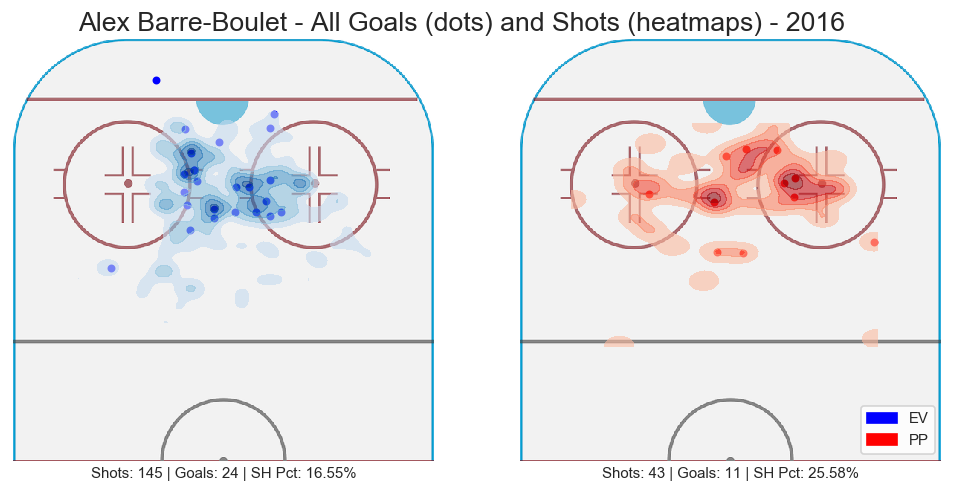 Alex Barre-Boulet - All Goals (dots) and Shots (heatmaps) - 2016
EV
PP
Shots: 145 | Goals: 24 | SH Pct: 16.55%
Shots: 43 | Goals: 11 | SH Pct: 25.58%